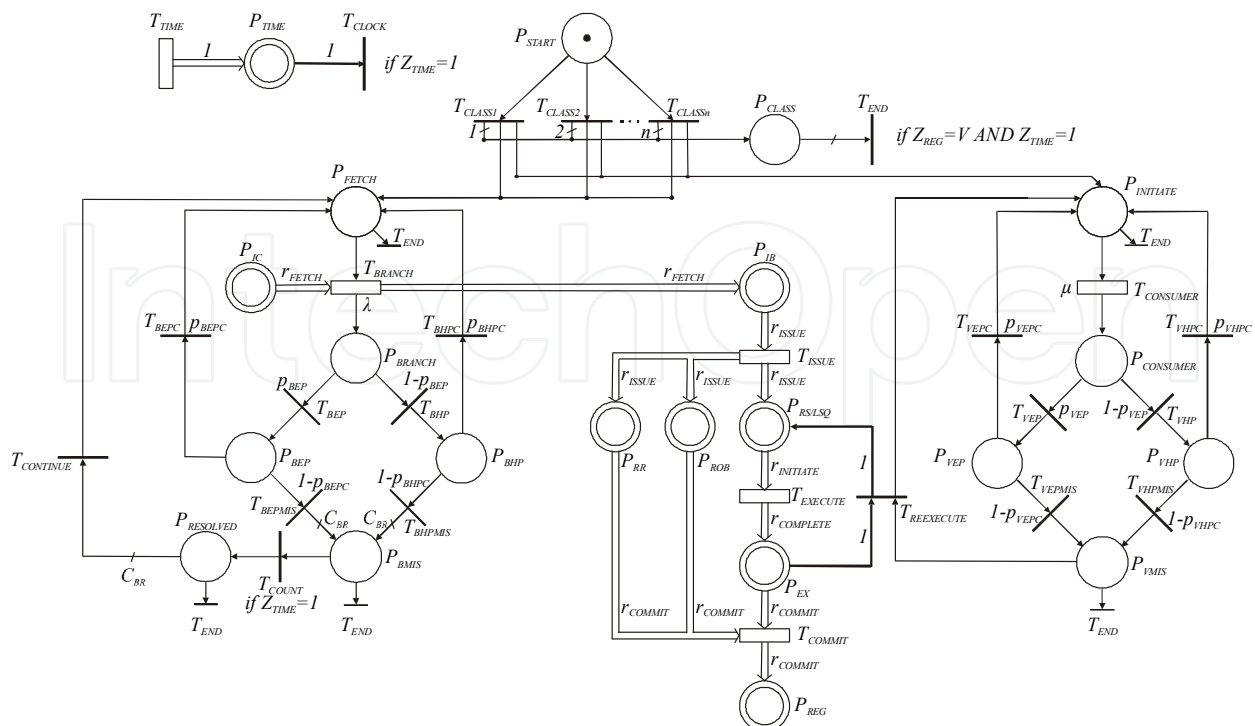 T_TIME
P_TIME
T_CLOCK
1
1
if Z_TIME=1
P_START
T_CLASS1
T_CLASS2
T_CLASSn
P_CLASS
T_END
1
2
n
if Z_REG=V AND Z_TIME=1
P_FETCH
P_INITIATE
T_END
T_END
P_IC
r_FETCH
T_BRANCH
r_FETCH
P_IB
λ
μ
T_CONSUMER
T_BEPC
p_BEPC
T_BHPC
p_BHPC
r_ISSUE
T_ISSUE
T_VEPC
p_VEPC
T_VHPC
p_VHPC
P_BRANCH
r_ISSUE
r_ISSUE
r_ISSUE
P_CONSUMER
p_BEP
1-p_BEP
T_BEP
T_BHP
P_RS/LSQ
T_VEP
p_VEP
1-p_VEP
T_VHP
T_CONTINUE
P_BEP
P_BHP
P_RR
P_ROB
r_INITIATE
1
P_VEP
P_VHP
1-p_BEPC
1-p_BHPC
T_EXECUTE
T_VEPMIS
T_VHPMIS
T_BEPMIS
C_BR
C_BR
T_BHPMIS
r_COMPLETE
1
T_REEXECUTE
1-p_VEPC
1-p_VHPC
P_RESOLVED
P_BMIS
P_EX
P_VMIS
C_BR
T_COUNT
if Z_TIME=1
r_COMMIT
r_COMMIT
r_COMMIT
T_END
T_END
T_END
T_COMMIT
r_COMMIT
P_REG
IntechOpen